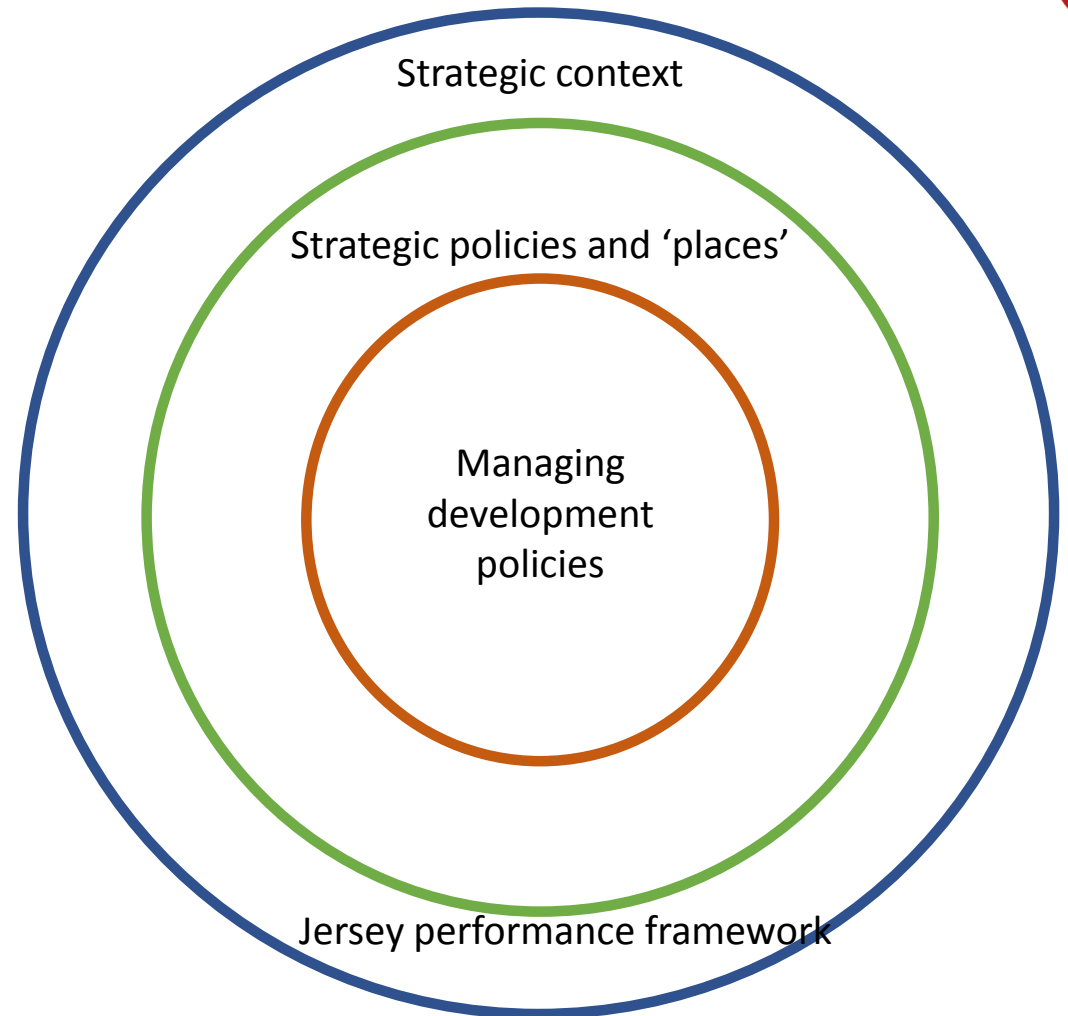 Strategic context
Strategic policies and ‘places’
Managing
development
policies
Jersey performance framework